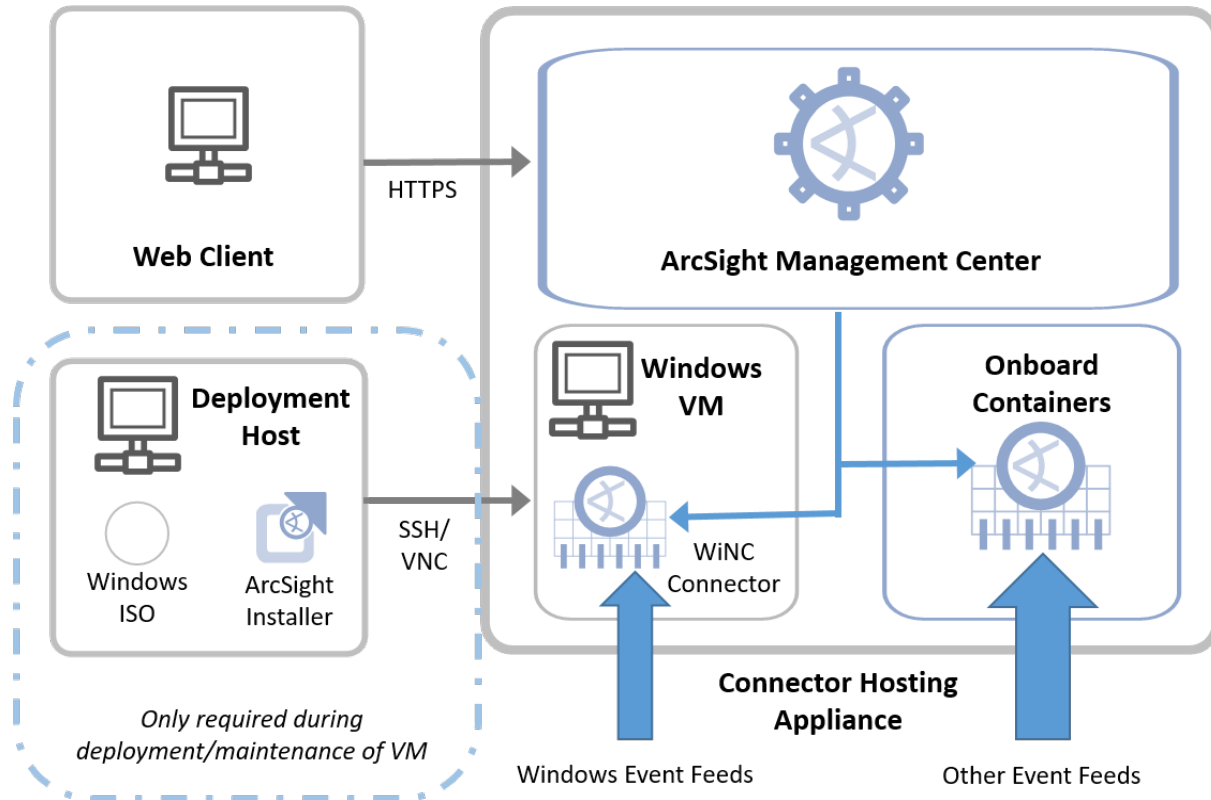 Web Client
HTTPS
ArcSight Management Center
Deployment
Host
Windows
ISO
ArcSight
Installer
SSH/
VNC
Windows
VM
WiNC
Connector
Onboard
Containers
Only required during
deployment/maintenance of VM
Connector Hosting
Appliance
Windows Event Feeds
Other Event Feeds